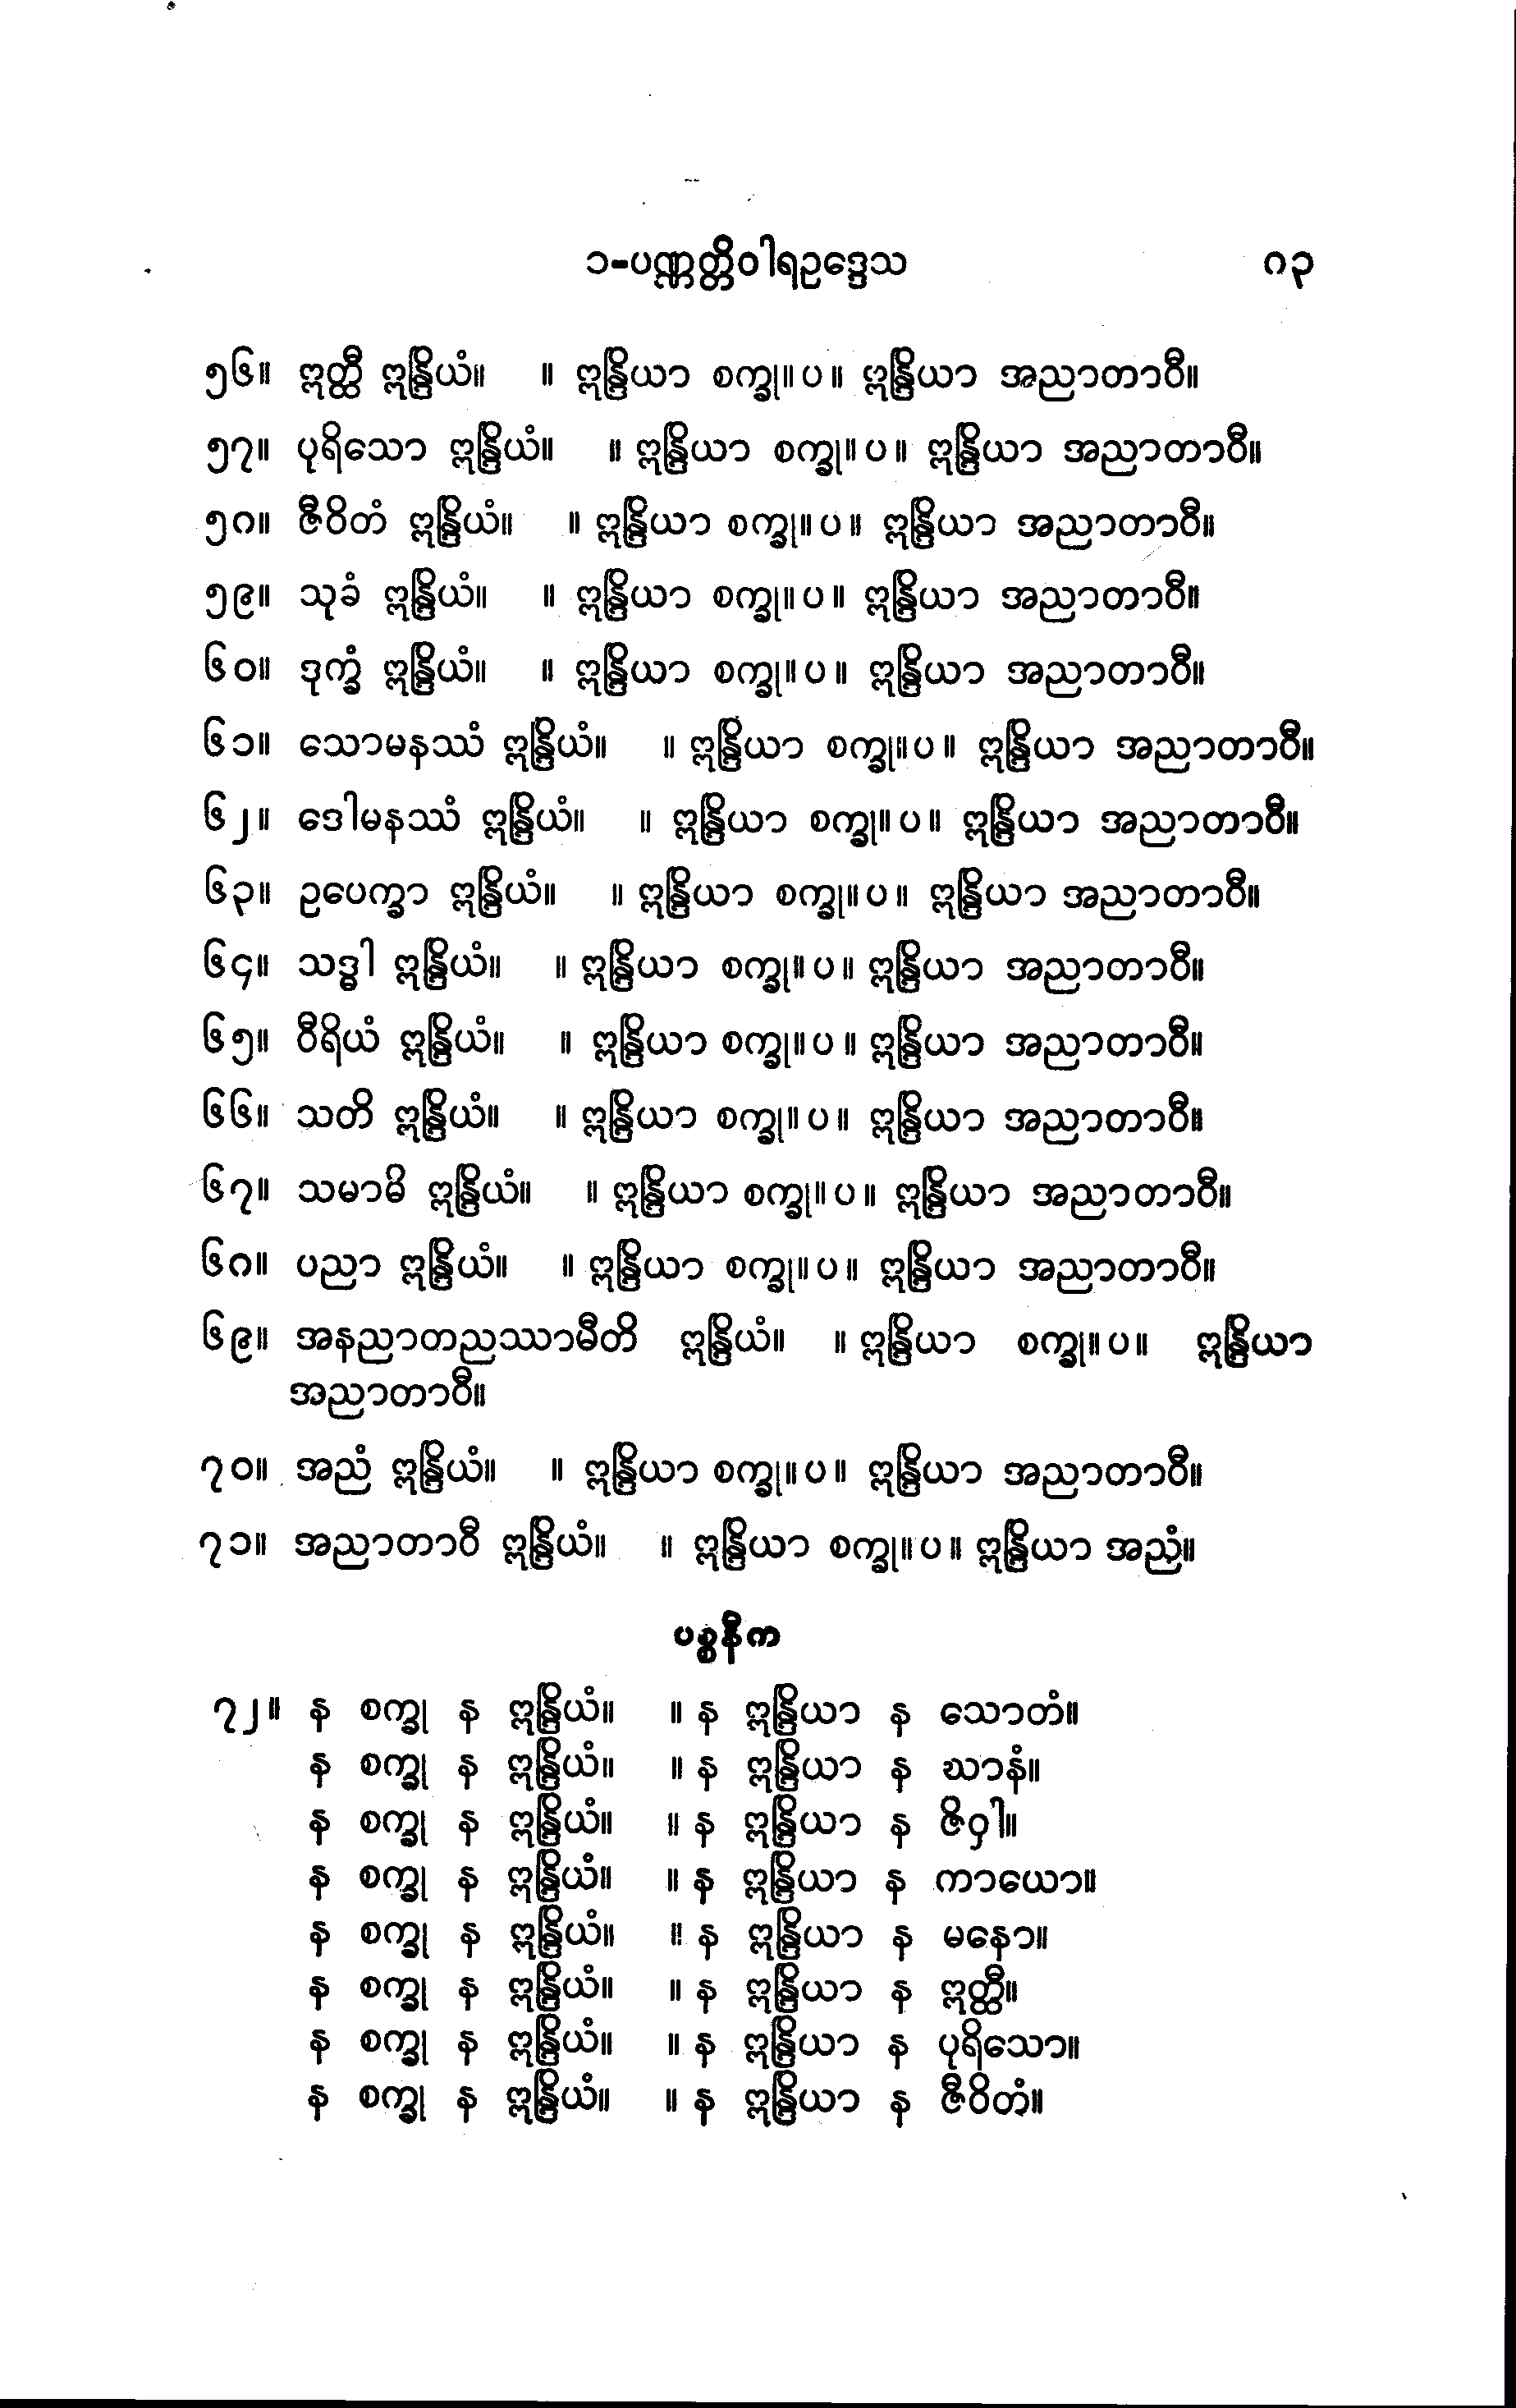 ၁-ပဏ္ဏတ္တိဝါရဥဒ္ဒေသ ၈၃
၅၆။ ဣတ္ထီ ဣန္ဒြိယံ။ ။ ဣန္ဒြိယာ စက္ခု။ပ။ ဣန္ဒြိယာ အညာတာဝီ။
၅၇။ ပုရိသော ဣန္ဒြိယံ။ ။ ဣန္ဒြိယာ စက္ခု။ပ။ ဣန္ဒြိယာ အညာတာဝီ။
၅၈။ ဇီဝိတံ ဣန္ဒြိယံ။ ။ ဣန္ဒြိယာ စက္ခု။ပ။ ဣန္ဒြိယာ အညာတာဝီ။
၅၉။ သုခံ ဣန္ဒြိယံ။ ။ ဣန္ဒြိယာ စက္ခု။ပ။ ဣန္ဒြိယာ အညာတာဝီ။
၆၀။ ဒုက္ခံ ဣန္ဒြိယံ။ ။ ဣန္ဒြိယာ စက္ခု။ပ။ ဣန္ဒြိယာ အညာတာဝီ။
၆၁။ သောမနဿံ ဣန္ဒြိယံ။ ။ ဣန္ဒြိယာ စက္ခု။ပ။ ဣန္ဒြိယာ အညာတာဝီ။
၆၂။ ဒေါမနဿံ ဣန္ဒြိယံ။ ။ ဣန္ဒြိယာ စက္ခု။ပ။ ဣန္ဒြိယာ အညာတာဝီ။
၆၃။ ဥပေက္ခာ ဣန္ဒြိယံ။ ။ ဣန္ဒြိယာ စက္ခု။ပ။ ဣန္ဒြိယာ အညာတာဝီ။
၆၄။ သဒ္ဓါ ဣန္ဒြိယံ။ ။ ဣန္ဒြိယာ စက္ခု။ပ။ ဣန္ဒြိယာ အညာတာဝီ။
၆၅။ ဝီရိယံ ဣန္ဒြိယံ။ ။ ဣန္ဒြိယာ စက္ခု။ပ။ ဣန္ဒြိယာ အညာတာဝီ။
၆၆။ သတိ ဣန္ဒြိယံ။ ။ ဣန္ဒြိယာ စက္ခု။ပ။ ဣန္ဒြိယာ အညာတာဝီ။
၆၇။ သမာဓိ ဣန္ဒြိယံ။ ။ ဣန္ဒြိယာ စက္ခု။ပ။ ဣန္ဒြိယာ အညာတာဝီ။
၆၈။ ပညာ ဣန္ဒြိယံ။ ။ ဣန္ဒြိယာ စက္ခု။ပ။ ဣန္ဒြိယာ အညာတာဝီ။
၆၉။ အနညာတညဿာမီတိ ဣန္ဒြိယံ။ ။ ဣန္ဒြိယာ စက္ခု။ပ။ ဣန္ဒြိယာ
အညာတာဝီ။
၇၀။ အညံ ဣန္ဒြိယံ။ ။ ဣန္ဒြိယာ စက္ခု။ပ။ ဣန္ဒြိယာ အညာတာဝီ။
၇၁။ အညာတာဝီ ဣန္ဒြိယံ။ ။ ဣန္ဒြိယာ စက္ခု။ပ။ ဣန္ဒြိယာ အညံ။
ပစ္စနီက
၇၂။ န စက္ခု န ဣန္ဒြိယံ။ ။ န ဣန္ဒြိယာ န သောတံ။
န စက္ခု န ဣန္ဒြိယံ။ ။ န ဣန္ဒြိယာ န ဃာနံ။
န စက္ခု န ဣန္ဒြိယံ။ ။ န ဣန္ဒြိယာ န ဇိဝှါ။
န စက္ခု န ဣန္ဒြိယံ။ ။ န ဣန္ဒြိယာ န ကာယော။
န စက္ခု န ဣန္ဒြိယံ။ ။ န ဣန္ဒြိယာ န မနော။
န စက္ခု န ဣန္ဒြိယံ။ ။ န ဣန္ဒြိယာ န ဣတ္ထီ။
န စက္ခု န ဣန္ဒြိယံ။ ။ န ဣန္ဒြိယာ န ပုရိသော။
န စက္ခု န ဣန္ဒြိယံ။ ။ န ဣန္ဒြိယာ န ဇီဝိတံ။